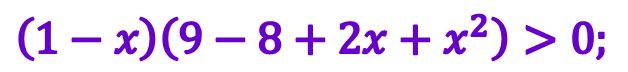 (1 − x)(9 − 8 + 2x + x²) > 0;